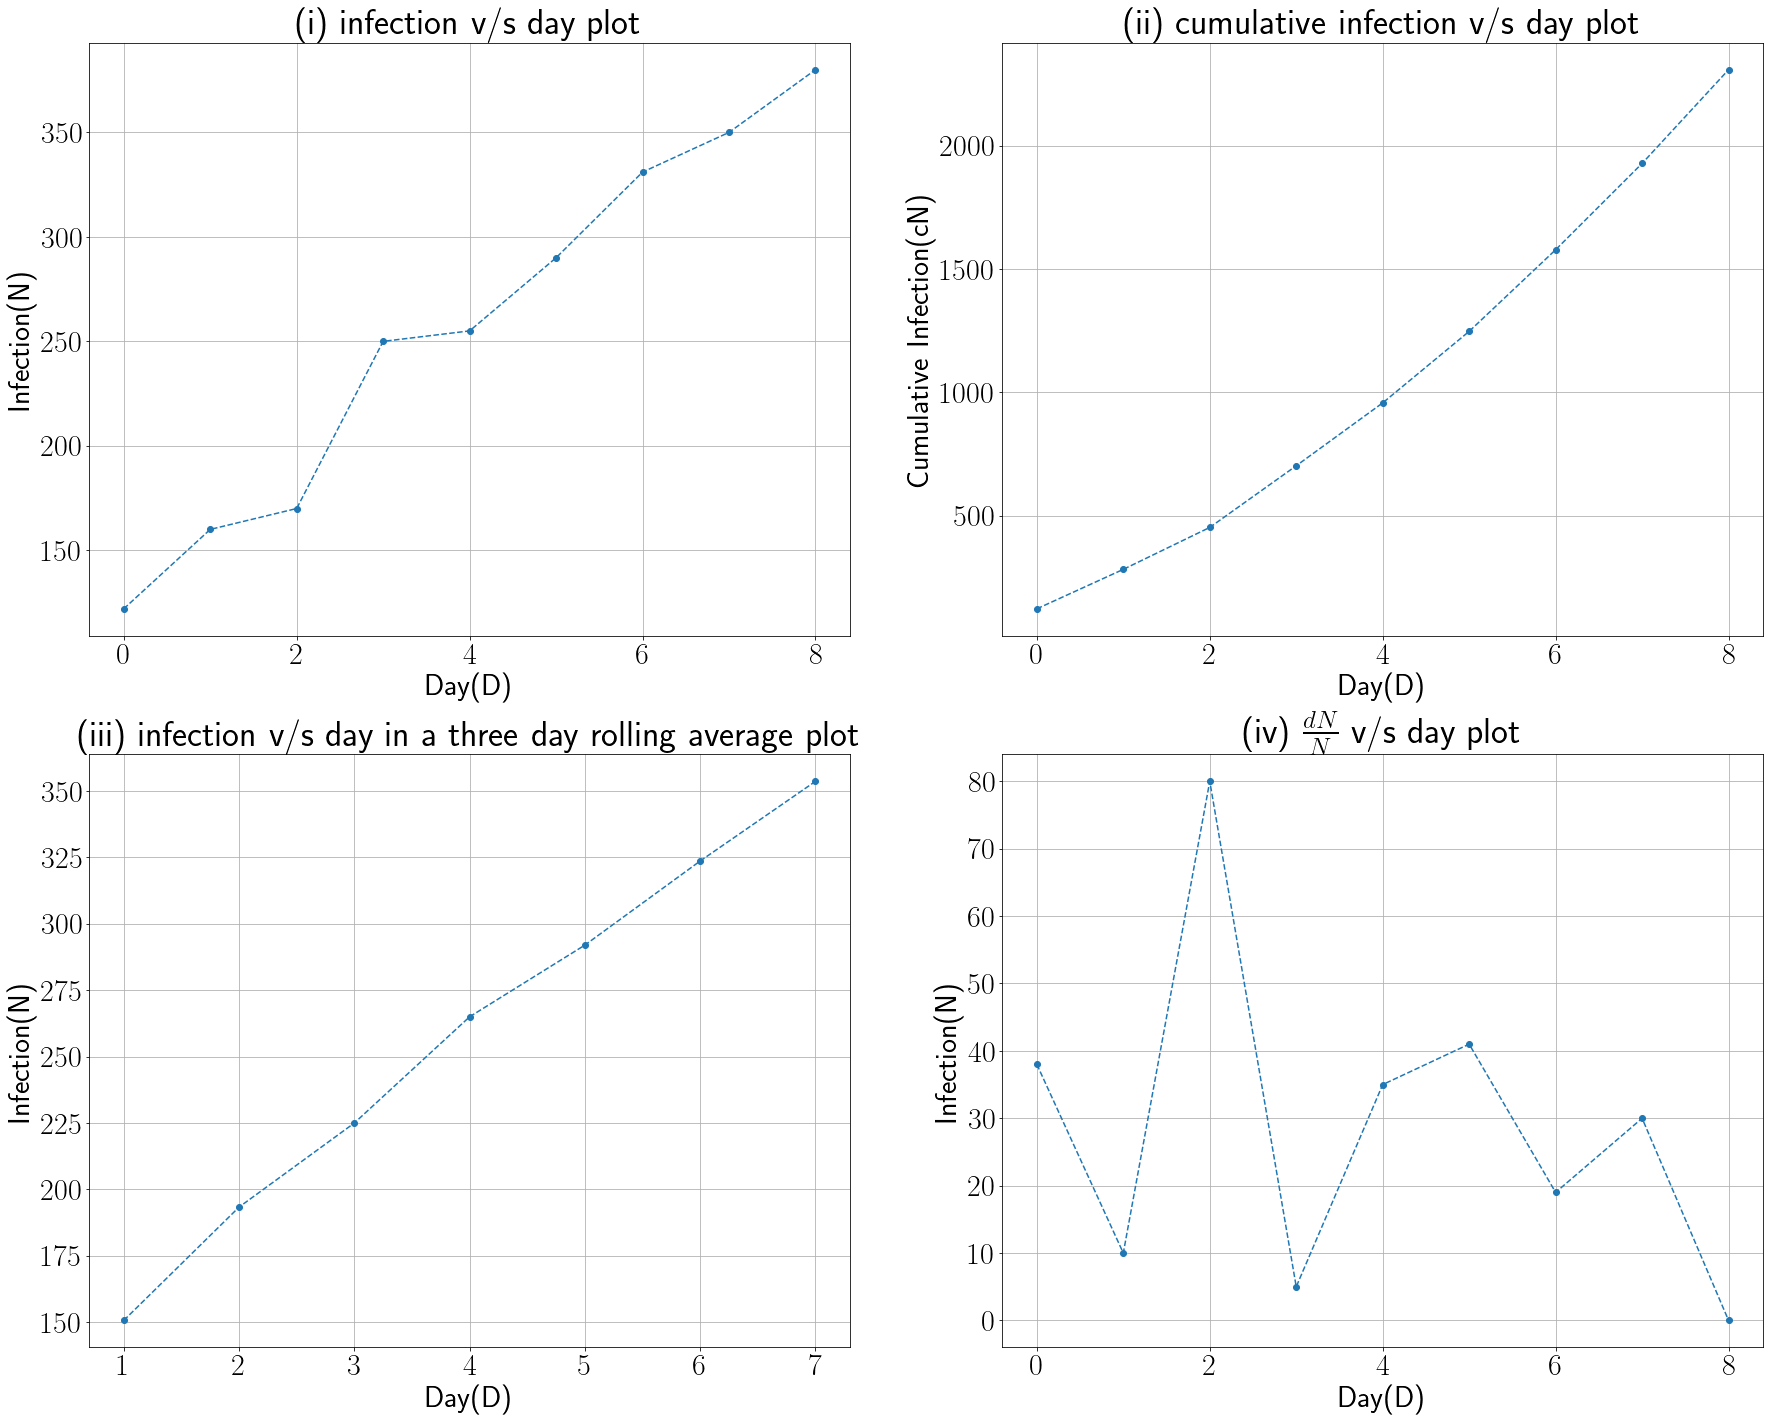 (i) infection v/s day plot
Infection(N)
350
300
250
200
150
0 2 4 6 8
Day(D)
(ii) cumulative infection v/s day plot
Cumulative Infection(cN)
2000
1500
1000
500
0 2 4 6 8
Day(D)
(iii) infection v/s day in a three day rolling average plot
Infection(N)
350
325
300
275
250
225
200
175
150
1 2 3 4 5 6 7
Day(D)
(iv) $\frac{dN}{N}$ v/s day plot
Infection(N)
80
70
60
50
40
30
20
10
0
0 2 4 6 8
Day(D)